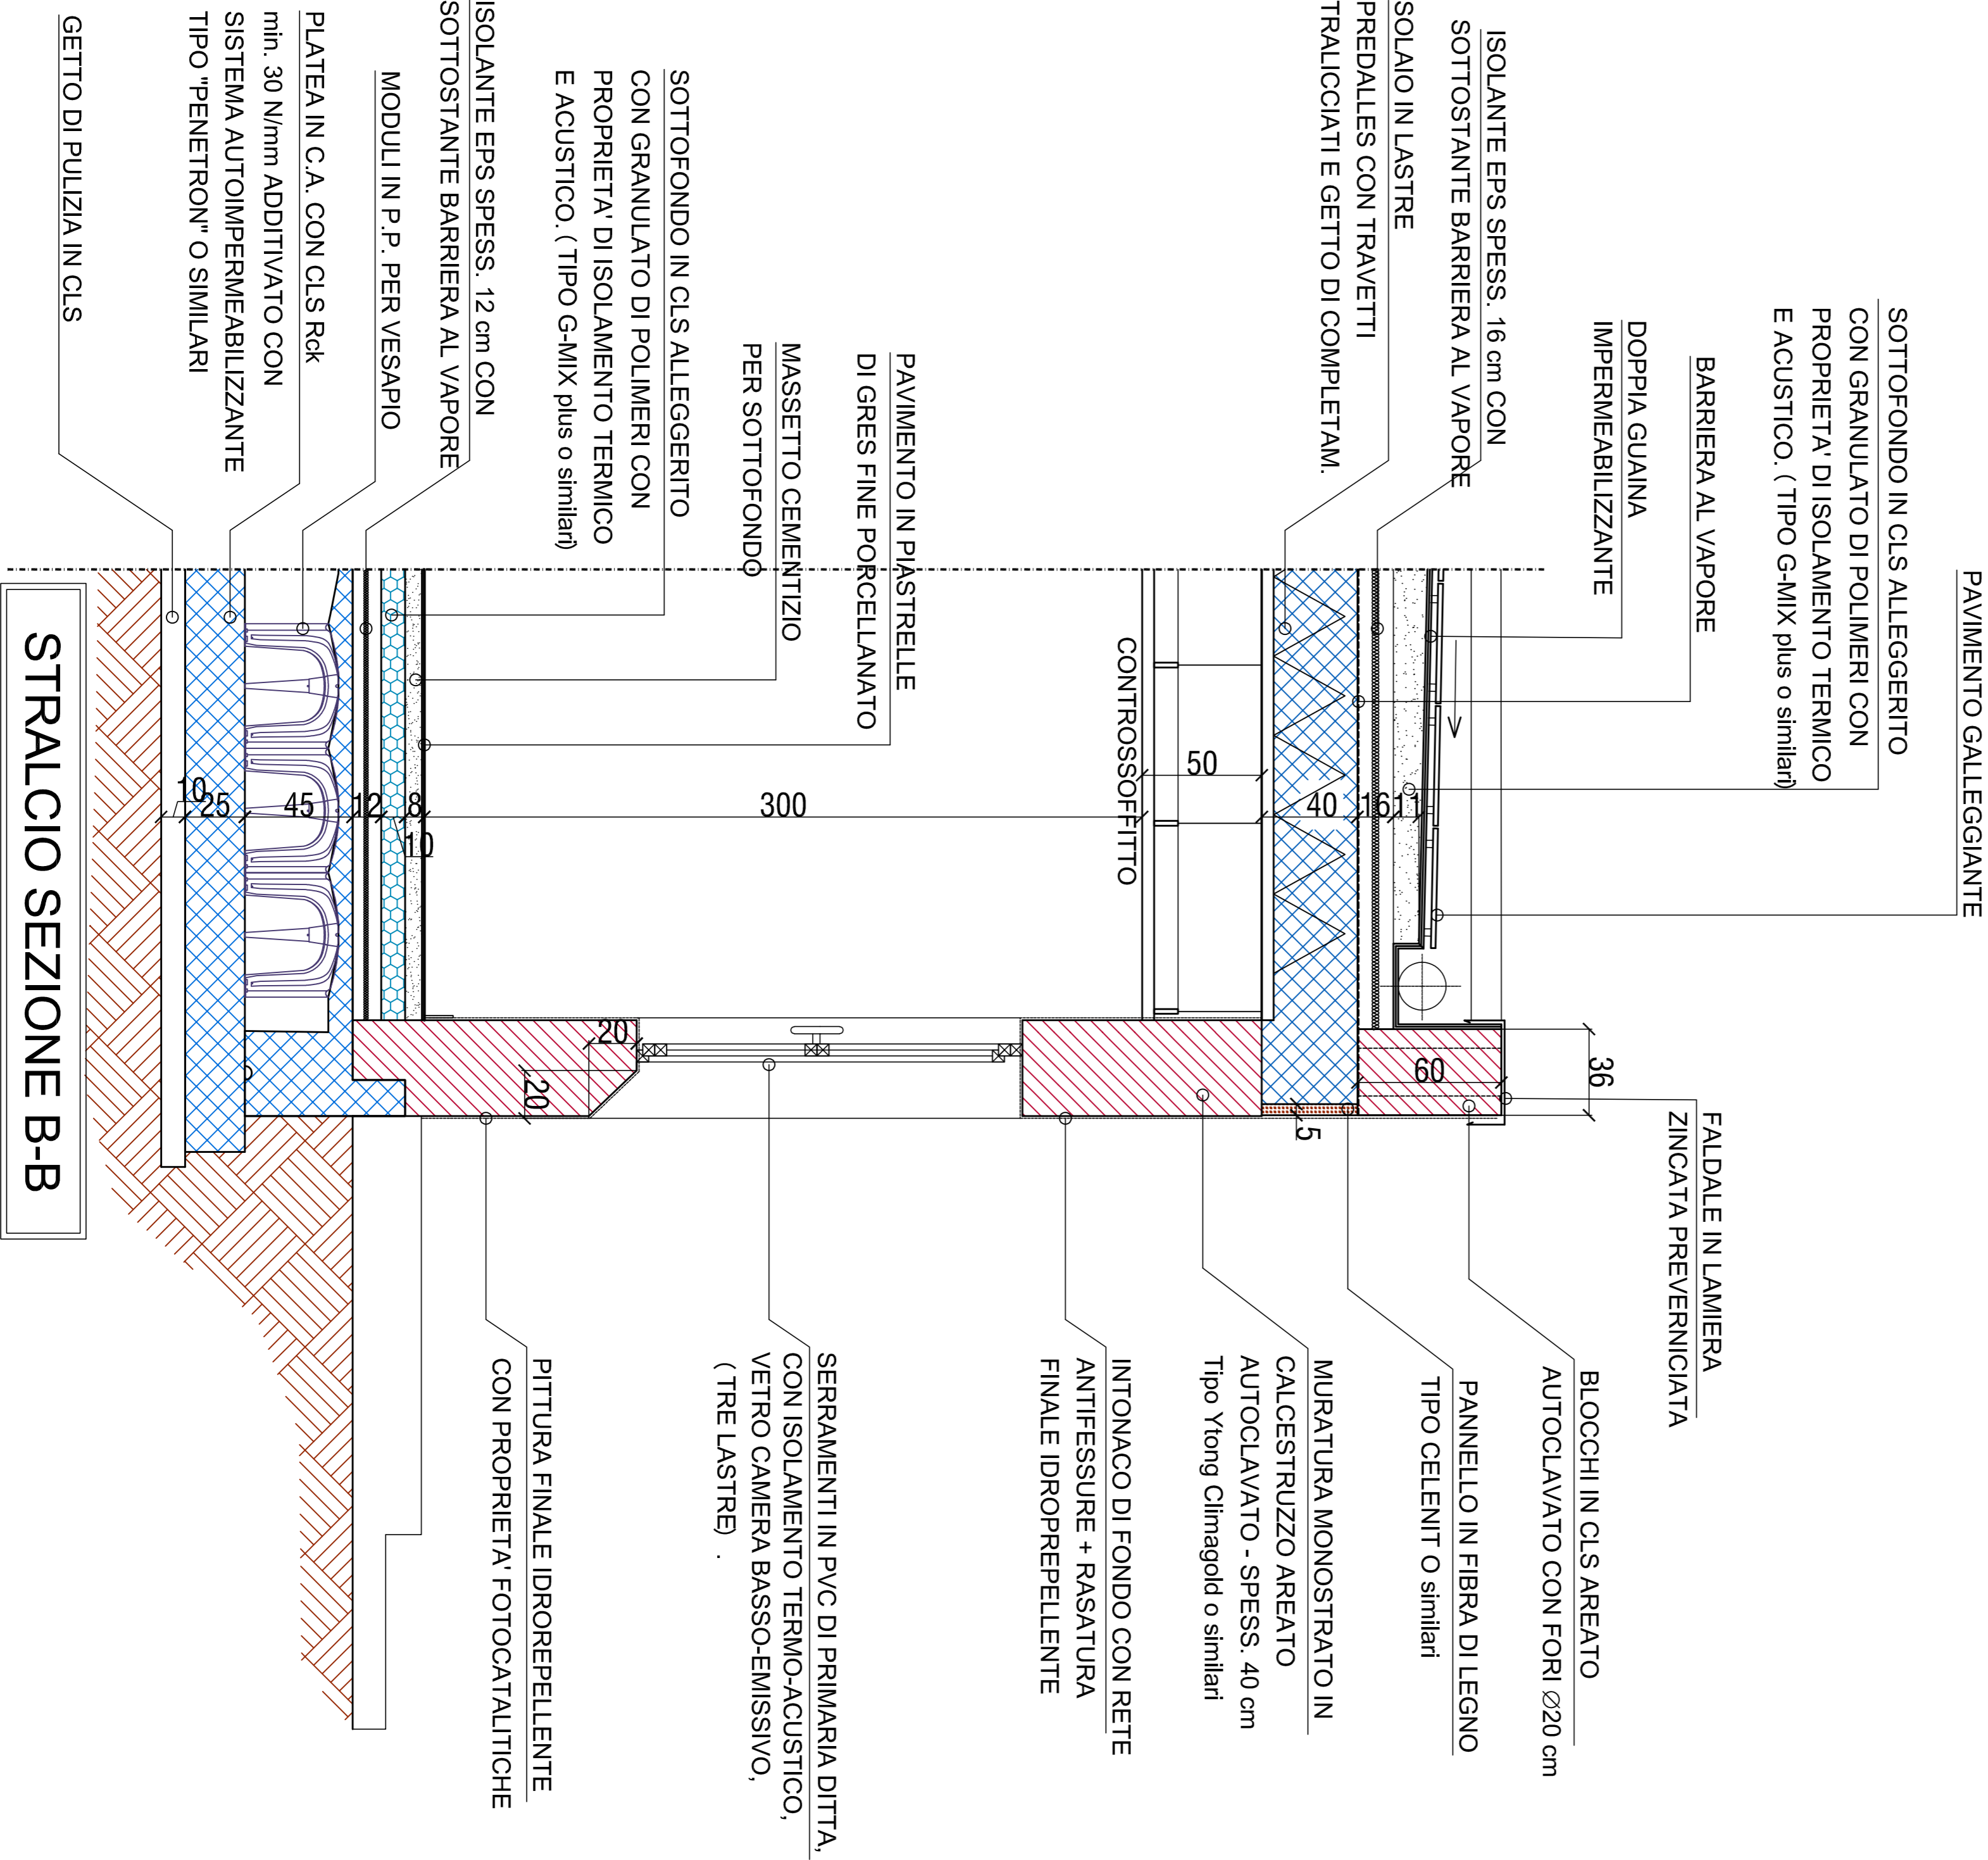 PAVIMENTO GALLEGGIANTE
SOTTOFONDO IN CLS ALLEGGERITO
CON GRANULATO DI POLIMERI CON
PROPRIETA' DI ISOLAMENTO TERMICO
E ACUSTICO. ( TIPO G-MIX plus o similari)
BARRIERA AL VAPORE
DOPPIA GUAINA
IMPERMEABILIZZANTE
ISOLANTE EPS SPESS. 16 cm CON
SOTTOSTANTE BARRIERA AL VAPORE
SOLAIO IN LASTRE
PREDALLES CON TRAVETTI
TRALICCIATI E GETTO DI COMPLETAM.
PAVIMENTO IN PIASTRELLE
DI GRES FINE PORCELLANATO
MASSETTO CEMENTIZIO
PER SOTTOFONDO
SOTTOFONDO IN CLS ALLEGGERITO
CON GRANULATO DI POLIMERI CON
PROPRIETA' DI ISOLAMENTO TERMICO
E ACUSTICO. ( TIPO G-MIX plus o similari)
ISOLANTE EPS SPESS. 12 cm CON
SOTTOSTANTE BARRIERA AL VAPORE
MODULI IN P.P. PER VESAPIO
PLATEA IN C.A. CON CLS Rck
min. 30 N/mm ADDITIVATO CON
SISTEMA AUTOIMPERMEABILIZZANTE
TIPO "PENETRON" O SIMILARI
GETTO DI PULIZIA IN CLS
CONTROSSOFFITTO
11
16
40
50
300
8
10
12
45
25
10
36
60
5
20
20
FALDALE IN LAMIERA
ZINCATA PREVERNICIATA
BLOCCHI IN CLS AREATO
AUTOCLAVATO CON FORI ∅20 cm
PANNELLO IN FIBRA DI LEGNO
TIPO CELENIT O similari
MURATURA MONOSTRATO IN
CALCESTRUZZO AREATO
AUTOCLAVATO - SPESS. 40 cm
Tipo Ytong Climagold o similari
INTONACO DI FONDO CON RETE
ANTIFESSURE + RASATURA
FINALE IDROPREPELLENTE
SERRAMENTI IN PVC DI PRIMARIA DITTA,
CON ISOLAMENTO TERMO-ACUSTICO,
VETRO CAMERA BASSO-EMISSIVO,
( TRE LASTRE) .
PITTURA FINALE IDROREPELLENTE
CON PROPRIETA' FOTOCATALITICHE
STRALCIO SEZIONE B-B